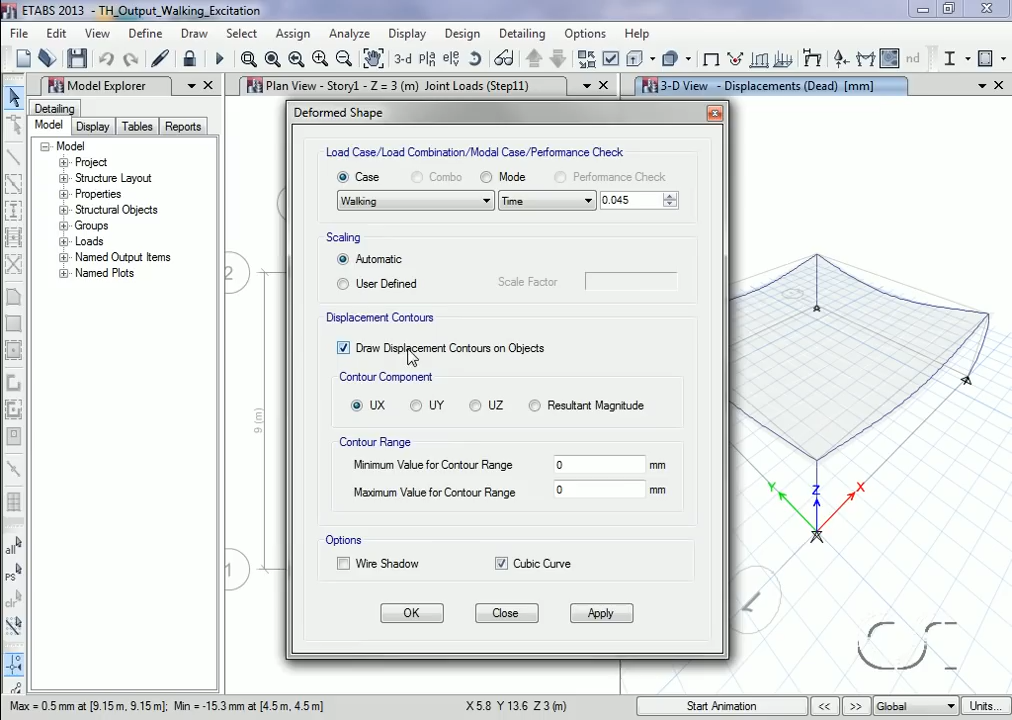 ETABS 2013 - TH_Output_Walking_Excitation
File Edit View Define Draw Select Assign Analyze Display Design Detailing Options Help
3-d nd
Model Explorer
Plan View - Story1 - Z = 3 (m) Joint Loads (Step11)
3-D View - Displacements (Dead) [mm]
Detailing
Model Display Tables Reports
Model
Project
Structure Layout
Properties
Structural Objects
Groups
Loads
Named Output Items
Named Plots
all
PS
clr
2
9 (m)
1
Deformed Shape
Load Case/Load Combination/Modal Case/Performance Check
Case Combo Mode Performance Check
Walking Time 0.045
Scaling
Automatic
User Defined Scale Factor
Displacement Contours
Draw Displacement Contours on Objects
Contour Component
UX UY UZ Resultant Magnitude
Contour Range
Minimum Value for Contour Range 0 mm
Maximum Value for Contour Range 0 mm
Options
Wire Shadow Cubic Curve
OK Close Apply
Y Z X
Max = 0.5 mm at [9.15 m, 9.15 m]; Min = -15.3 mm at [4.5 m, 4.5 m]
X 5.8 Y 13.6 Z 3 (m)
Start Animation << >> Global Units...